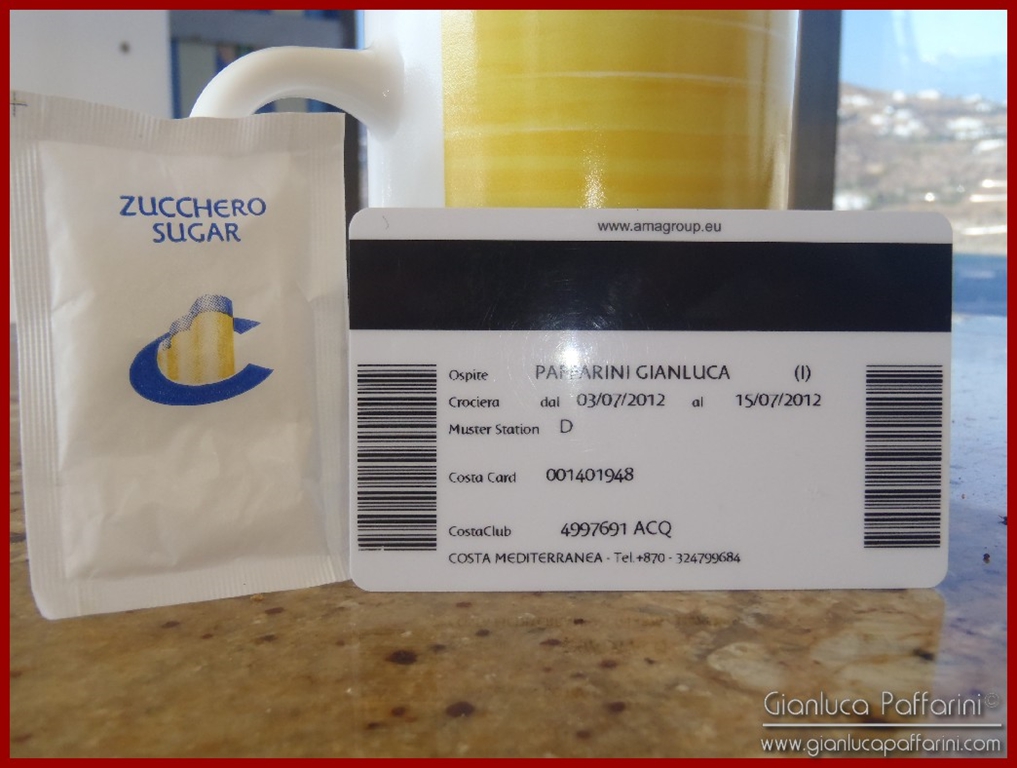 ZUCCHERO
SUGAR
www.amagroup.eu
Ospite PAFFARINI GIANLUCA (I)
Crociera dal 03/07/2012 al 15/07/2012
Muster Station D
Costa Card 001401948
CostaClub 4997691 ACQ
COSTA MEDITERRANEA - Tel.+870 - 324799684
Gianluca Paffarini©
www.gianlucapaffarini.com